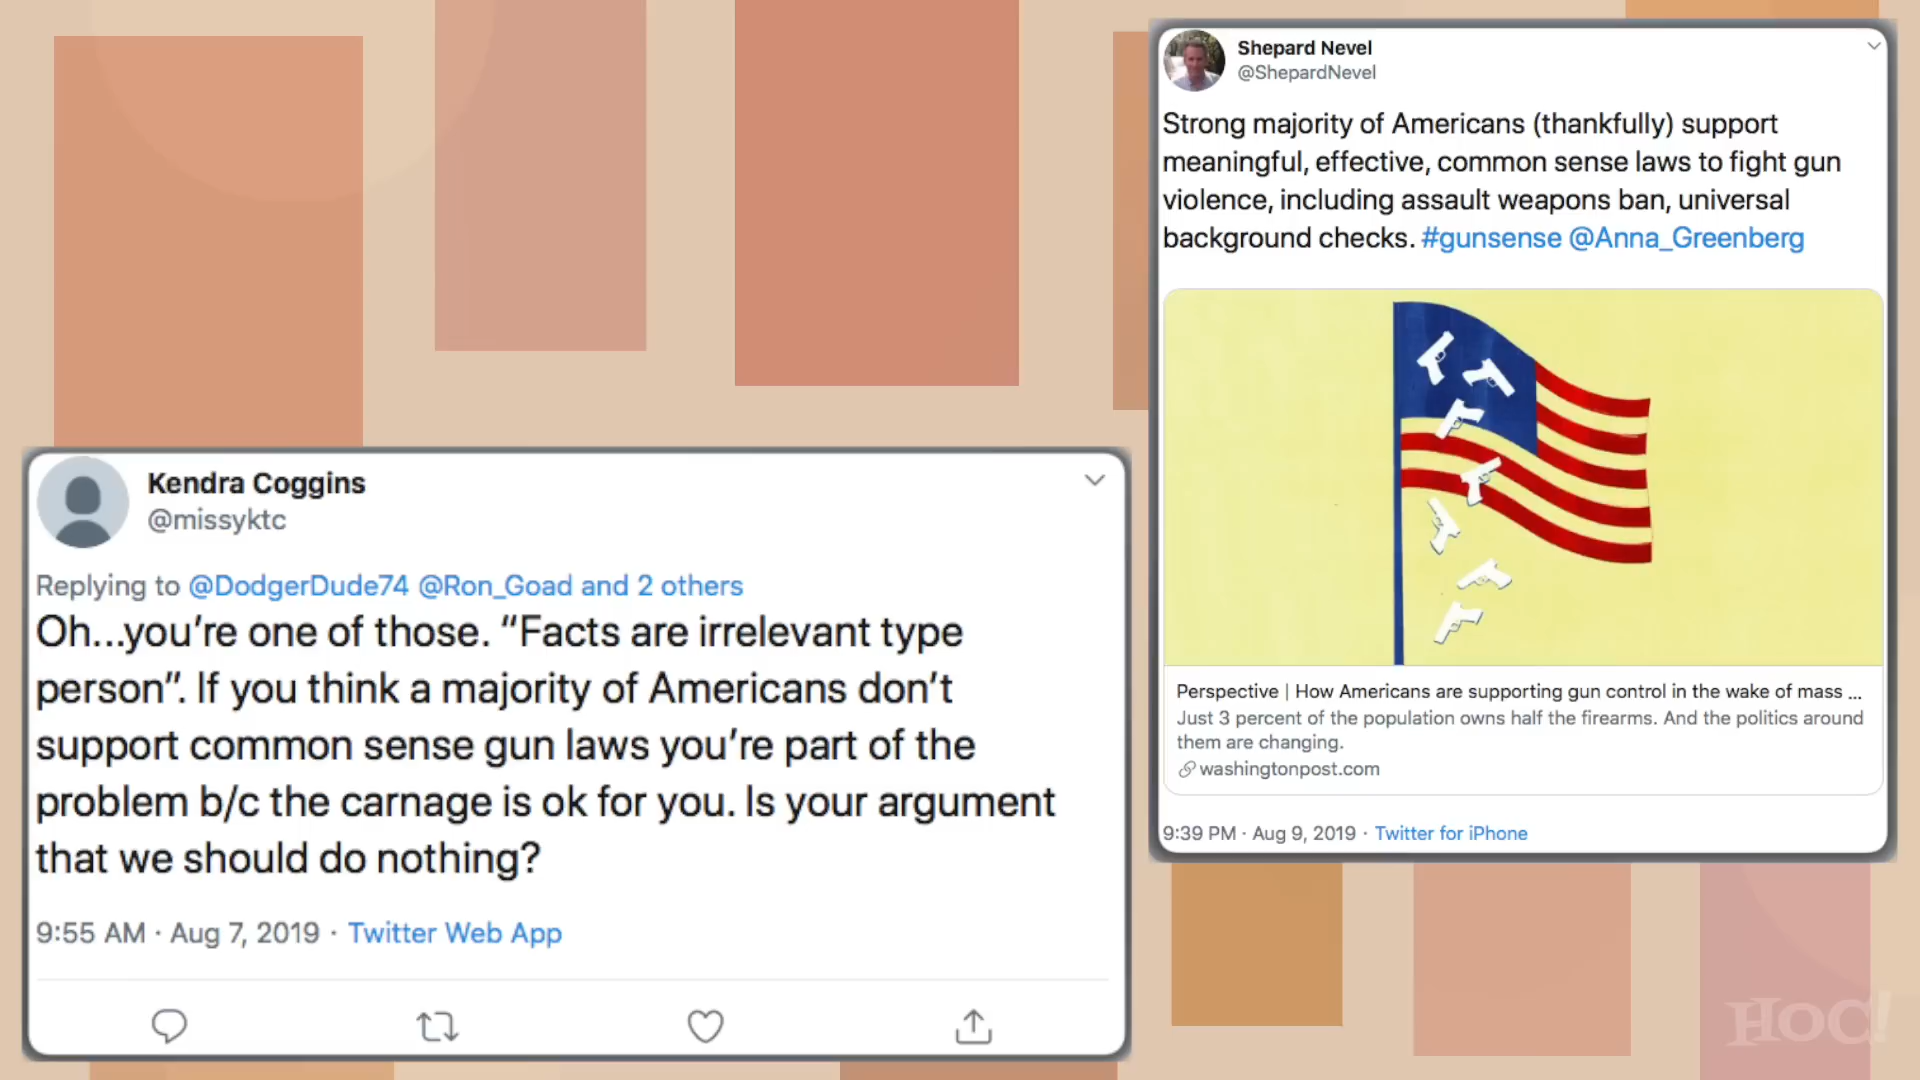 Kendra Coggins
@missyktc
Replying to @DodgerDude74 @Ron_Goad and 2 others
Oh...you're one of those. “Facts are irrelevant type
person”. If you think a majority of Americans don't
support common sense gun laws you're part of the
problem b/c the carnage is ok for you. Is your argument
that we should do nothing?
9:55 AM · Aug 7, 2019 · Twitter Web App
Shepard Nevel
@ShepardNevel
Strong majority of Americans (thankfully) support
meaningful, effective, common sense laws to fight gun
violence, including assault weapons ban, universal
background checks. #gunsense @Anna_Greenberg
Perspective | How Americans are supporting gun control in the wake of mass ...
Just 3 percent of the population owns half the firearms. And the politics around
them are changing.
washingtonpost.com
9:39 PM · Aug 9, 2019 · Twitter for iPhone
HOC!